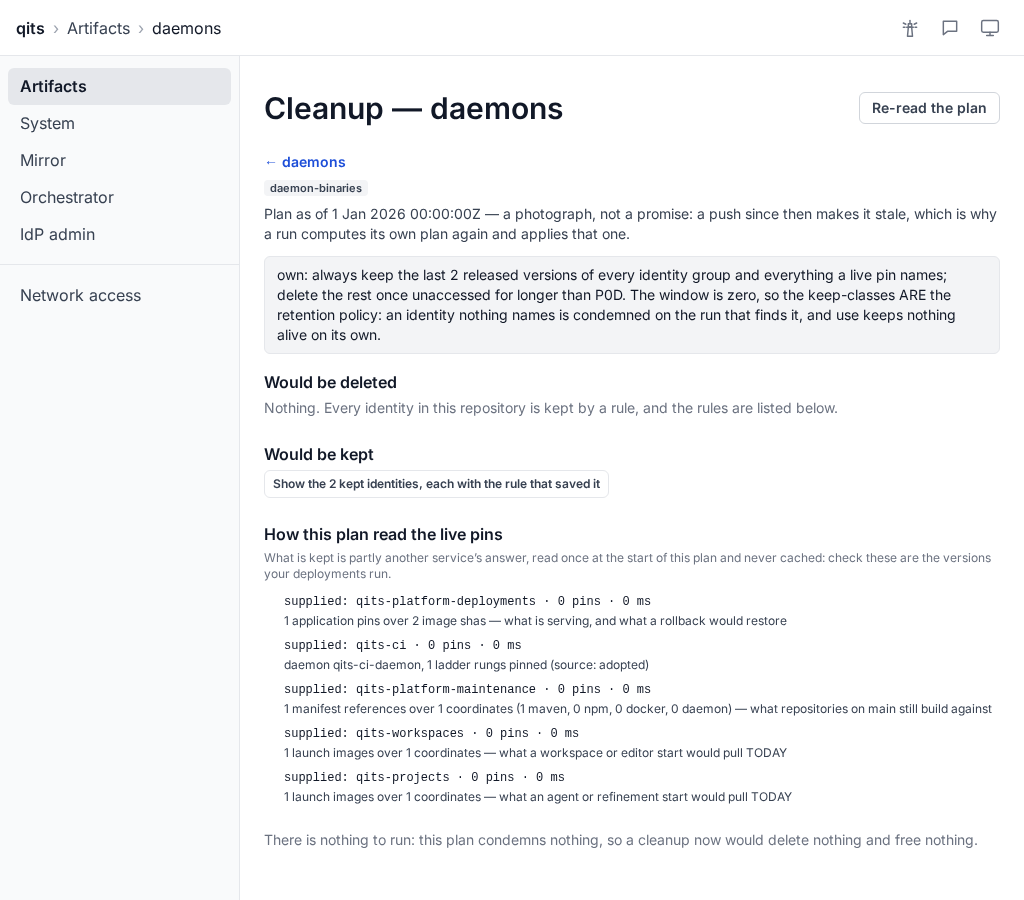 qits › Artifacts › daemons
Artifacts
System
Mirror
Orchestrator
IdP admin
Network access
Cleanup — daemons
Re-read the plan
← daemons
daemon-binaries
Plan as of 1 Jan 2026 00:00:00Z — a photograph, not a promise: a push since then makes it stale, which is why
a run computes its own plan again and applies that one.
own: always keep the last 2 released versions of every identity group and everything a live pin names;
delete the rest once unaccessed for longer than P0D. The window is zero, so the keep-classes ARE the
retention policy: an identity nothing names is condemned on the run that finds it, and use keeps nothing
alive on its own.
Would be deleted
Nothing. Every identity in this repository is kept by a rule, and the rules are listed below.
Would be kept
Show the 2 kept identities, each with the rule that saved it
How this plan read the live pins
What is kept is partly another service's answer, read once at the start of this plan and never cached: check these are the versions
your deployments run.
supplied: qits-platform-deployments · 0 pins · 0 ms
1 application pins over 2 image shas — what is serving, and what a rollback would restore
supplied: qits-ci · 0 pins · 0 ms
daemon qits-ci-daemon, 1 ladder rungs pinned (source: adopted)
supplied: qits-platform-maintenance · 0 pins · 0 ms
1 manifest references over 1 coordinates (1 maven, 0 npm, 0 docker, 0 daemon) — what repositories on main still build against
supplied: qits-workspaces · 0 pins · 0 ms
1 launch images over 1 coordinates — what a workspace or editor start would pull TODAY
supplied: qits-projects · 0 pins · 0 ms
1 launch images over 1 coordinates — what an agent or refinement start would pull TODAY
There is nothing to run: this plan condemns nothing, so a cleanup now would delete nothing and free nothing.